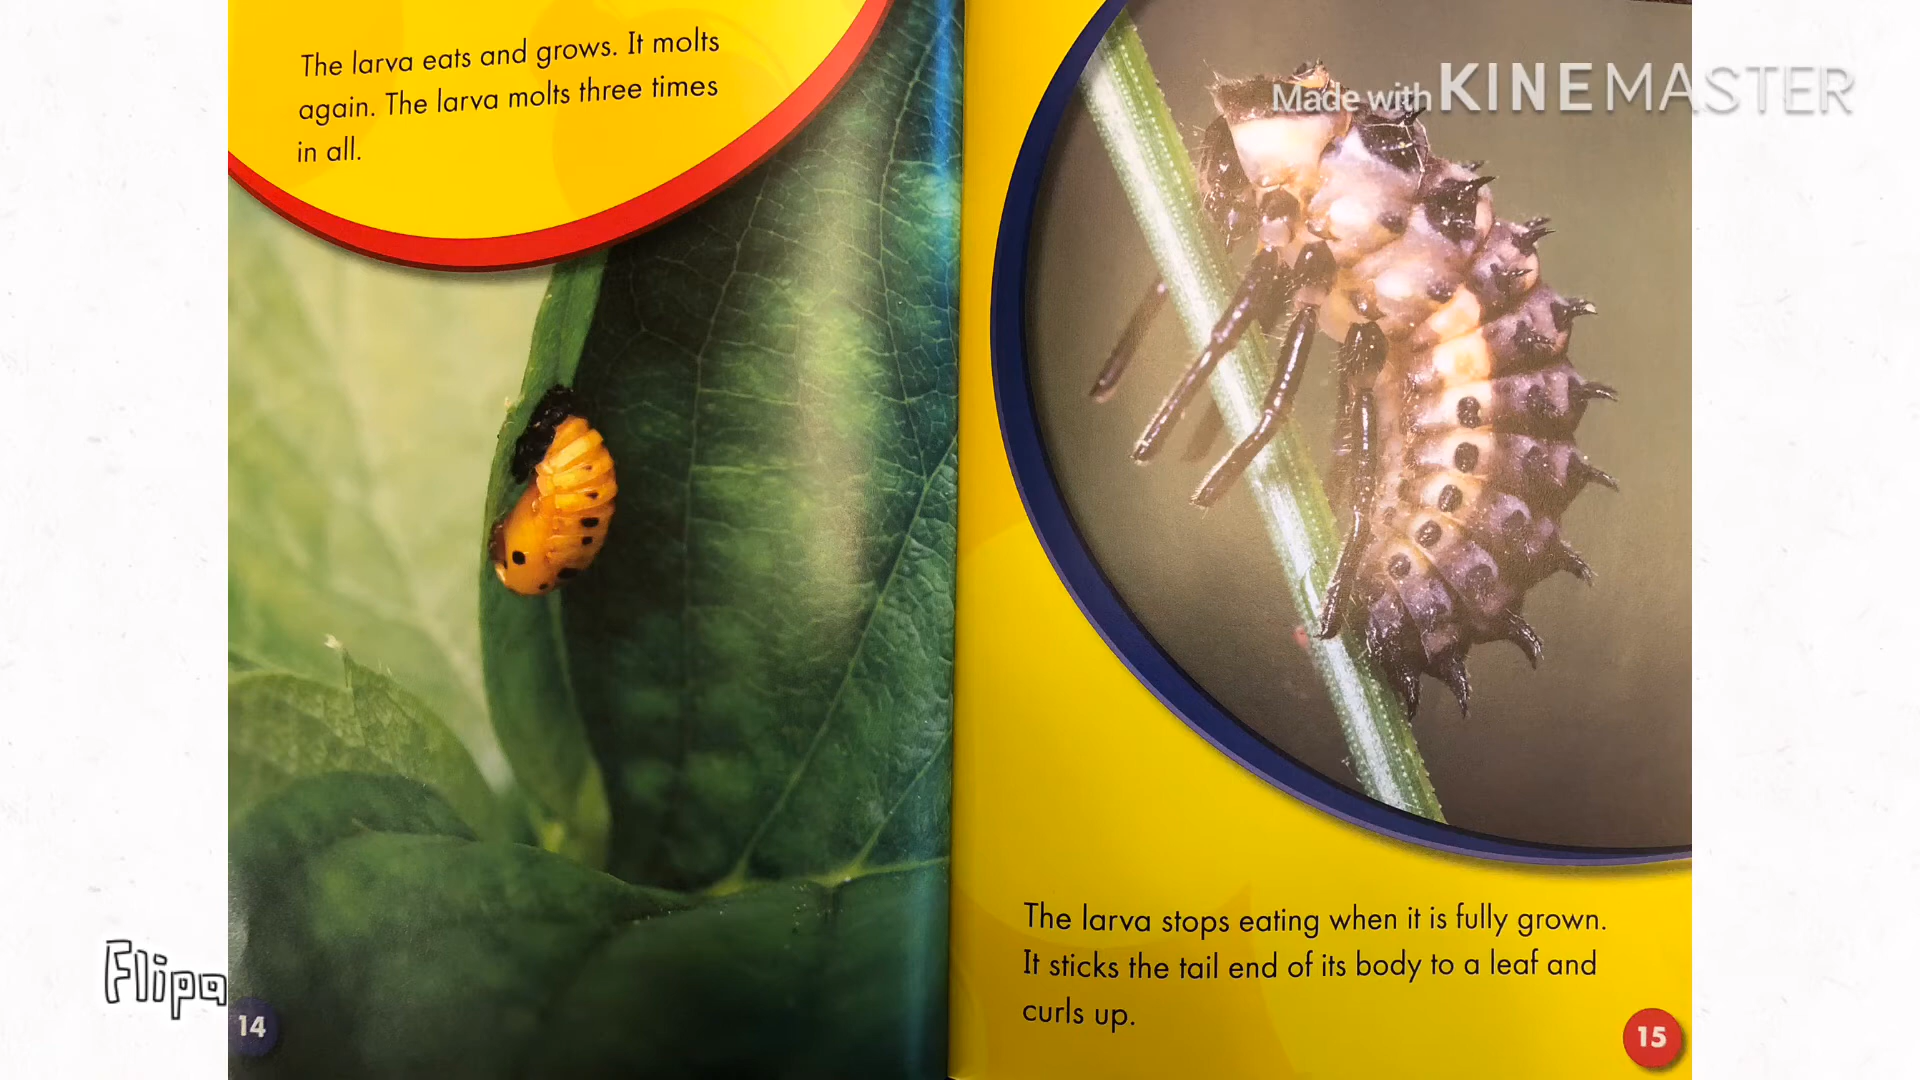 The larva eats and grows. It molts
again. The larva molts three times
in all.
Made with KINEMASTER
The larva stops eating when it is fully grown.
It sticks the tail end of its body to a leaf and
curls up.
Flipa
14
15